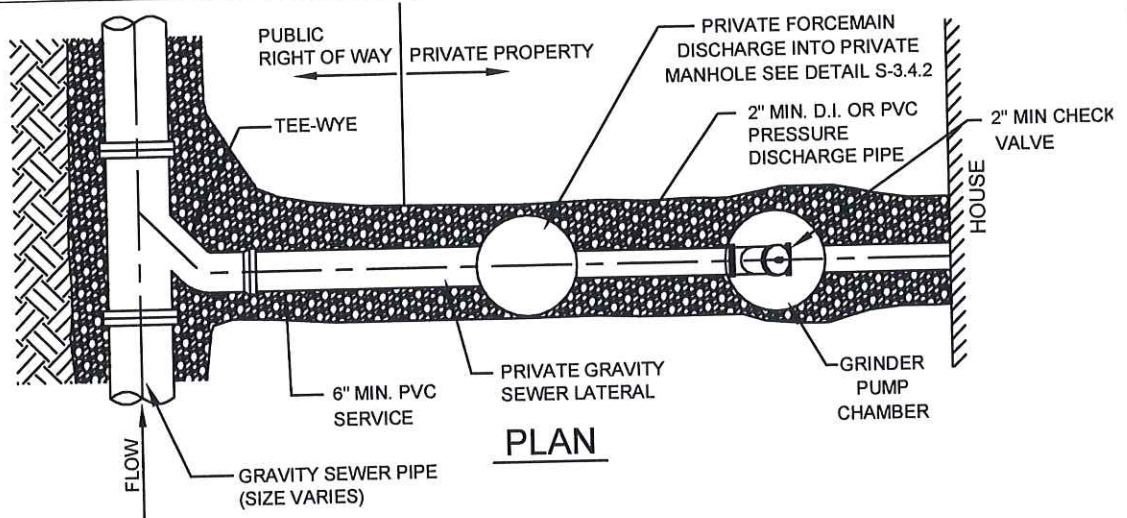 PUBLIC
RIGHT OF WAY
PRIVATE PROPERTY
PRIVATE FORCEMAIN
DISCHARGE INTO PRIVATE
MANHOLE SEE DETAIL S-3.4.2
TEE-WYE
2" MIN. D.I. OR PVC
PRESSURE
DISCHARGE PIPE
2" MIN CHECK
VALVE
HOUSE
6" MIN. PVC
SERVICE
PRIVATE GRAVITY
SEWER LATERAL
GRINDER
PUMP
CHAMBER
PLAN
FLOW
GRAVITY SEWER PIPE
(SIZE VARIES)